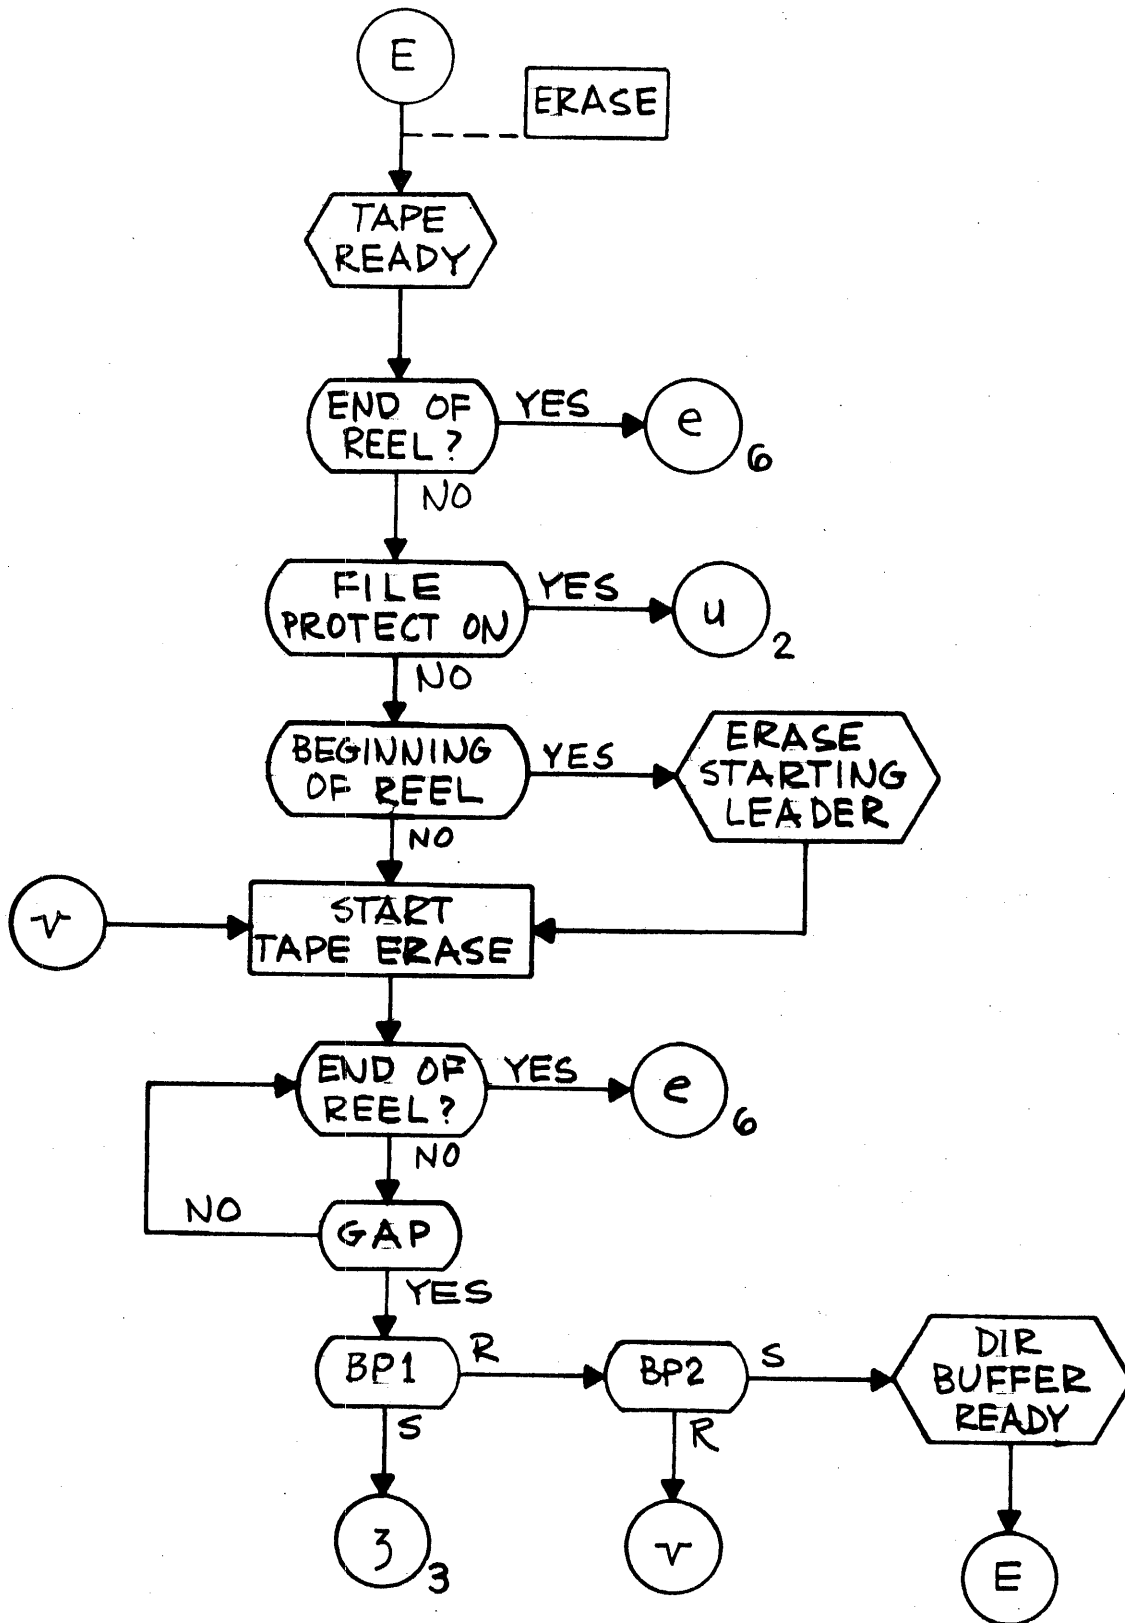 E
ERASE
TAPE
READY
END OF
REEL?
YES
e
6
NO
FILE
PROTECT ON
YES
u
2
NO
BEGINNING
OF REEL
YES
ERASE
STARTING
LEADER
NO
v
START
TAPE ERASE
END OF
REEL?
YES
e
6
NO
GAP
NO
YES
BP1
R
BP2
S
DIR
BUFFER
READY
S
R
3
v
E